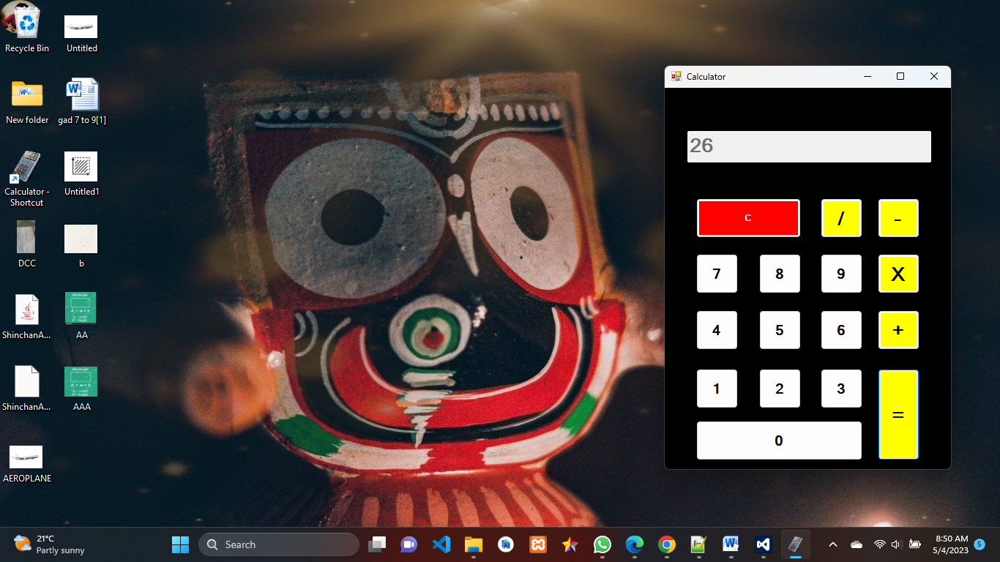 Recycle Bin
Untitled
New folder
gad 7 to 9[1]
Calculator -
Shortcut
Untitled1
DCC
b
ShinchanA...
AA
ShinchanA...
AAA
AEROPLANE
Calculator
26
C
/
-
7
8
9
X
4
5
6
+
1
2
3
=
0
21°C
Partly sunny
Search
8:50 AM
5/4/2023
5